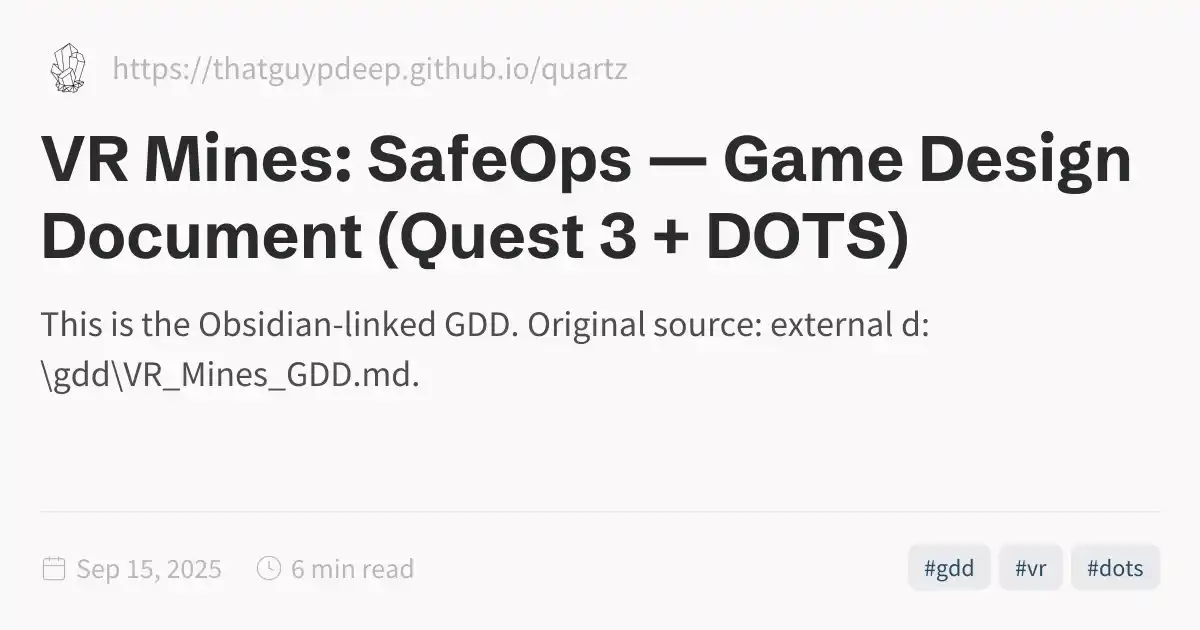 https://thatguypdeep.github.io/quartz
VR Mines: SafeOps — Game Design
Document (Quest 3 + DOTS)
This is the Obsidian-linked GDD. Original source: external d:
\gdd\VR_Mines_GDD.md.
Sep 15, 2025 6 min read #gdd #vr #dots